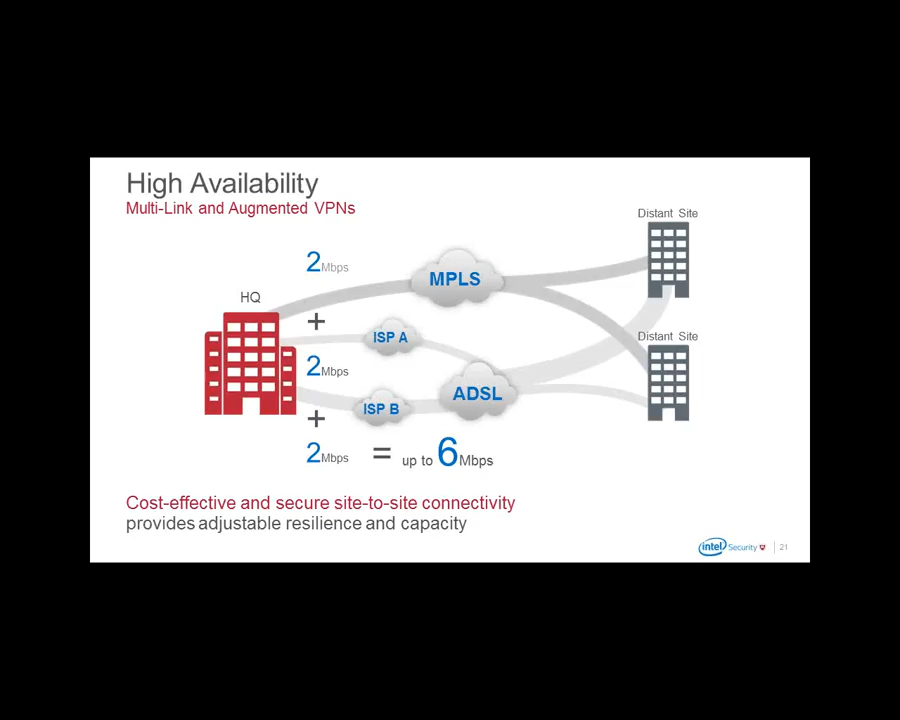 High Availability
Multi-Link and Augmented VPNs
Distant Site
2Mbps
MPLS
HQ
+
ISP A
Distant Site
2Mbps
ADSL
ISP B
+
2Mbps = up to 6Mbps
Cost-effective and secure site-to-site connectivity
provides adjustable resilience and capacity
intel Security 21